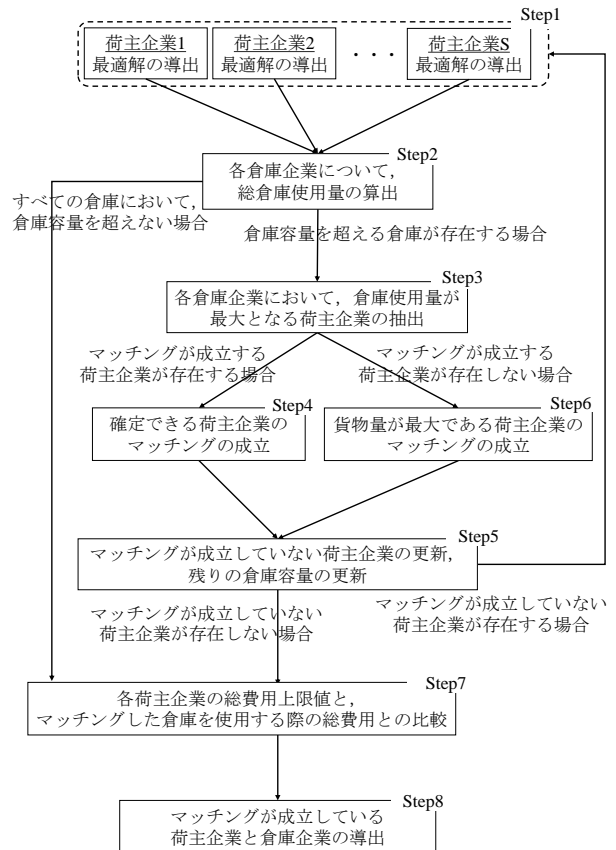 Step1
荷主企業1
最適解の導出
荷主企業2
最適解の導出
・・・
荷主企業S
最適解の導出
Step2
各倉庫企業について,
総倉庫使用量の算出
すべての倉庫において,
倉庫容量を超えない場合
倉庫容量を超える倉庫が存在する場合
Step3
各倉庫企業において, 倉庫使用量が
最大となる荷主企業の抽出
マッチングが成立する
荷主企業が存在する場合
マッチングが成立する
荷主企業が存在しない場合
Step4
確定できる荷主企業の
マッチングの成立
Step6
貨物量が最大である荷主企業の
マッチングの成立
Step5
マッチングが成立していない荷主企業の更新,
残りの倉庫容量の更新
マッチングが成立していない
荷主企業が存在しない場合
マッチングが成立していない
荷主企業が存在する場合
Step7
各荷主企業の総費用上限値と,
マッチングした倉庫を使用する際の総費用との比較
Step8
マッチングが成立している
荷主企業と倉庫企業の導出